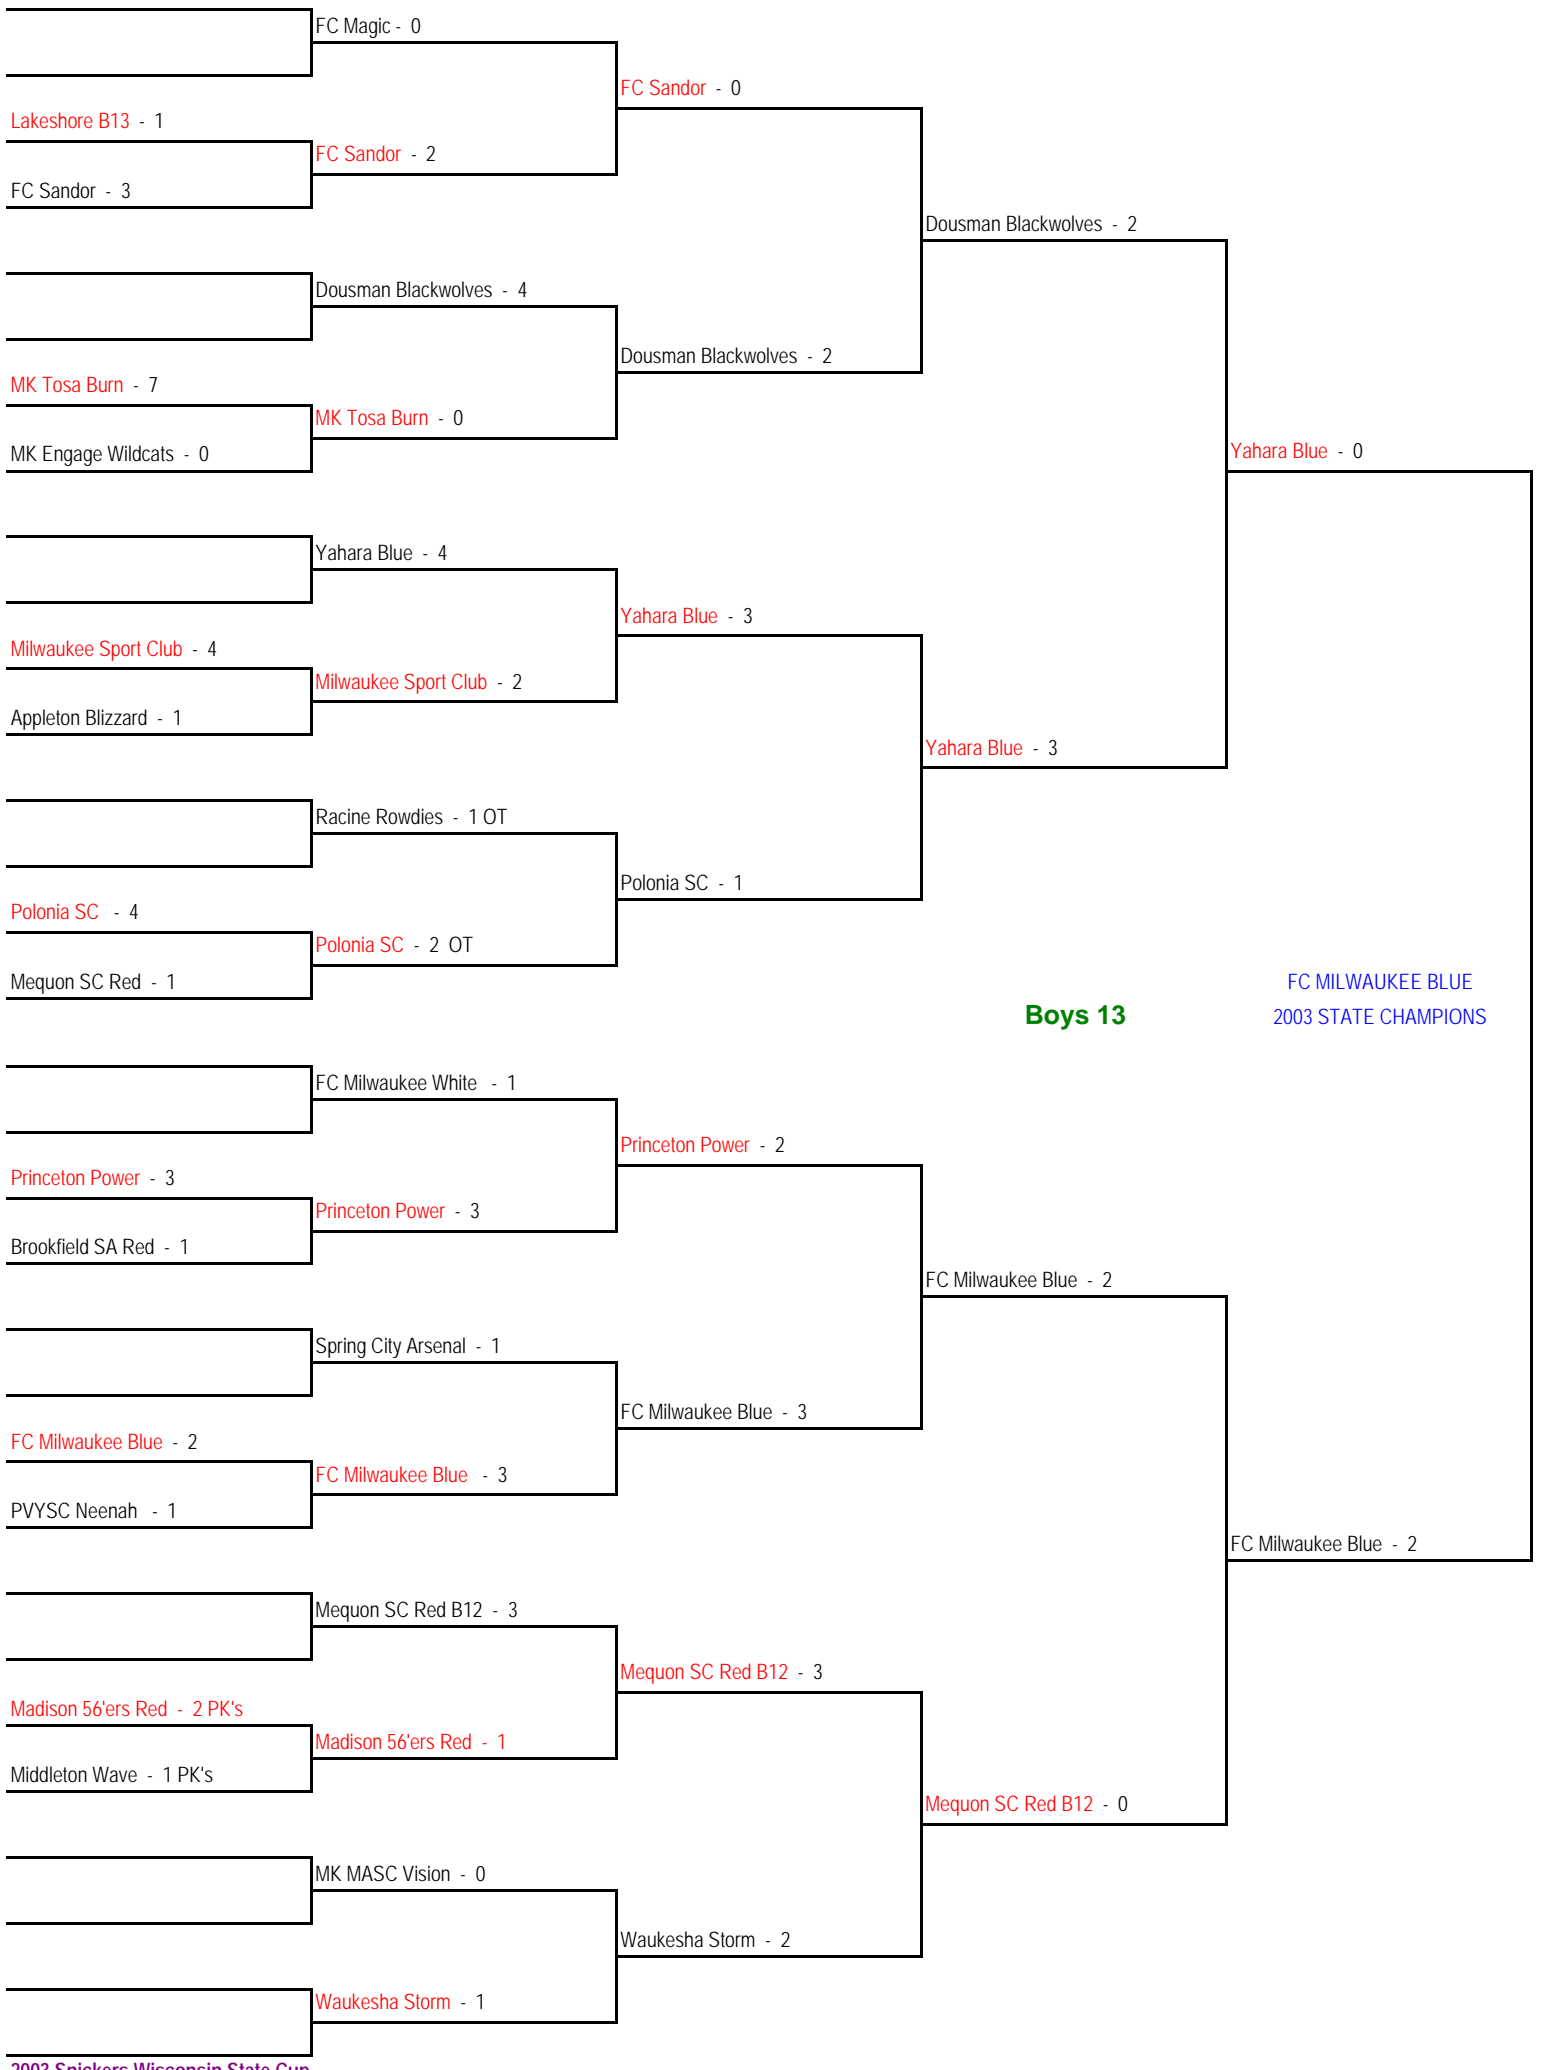 FC Magic - 0
FC Sandor - 0
Lakeshore B13 - 1
FC Sandor - 2
FC Sandor - 3
Dousman Blackwolves - 2
Dousman Blackwolves - 4
Dousman Blackwolves - 2
MK Tosa Burn - 7
MK Tosa Burn - 0
MK Engage Wildcats - 0
Yahara Blue - 0
Yahara Blue - 4
Yahara Blue - 3
Milwaukee Sport Club - 4
Milwaukee Sport Club - 2
Appleton Blizzard - 1
Yahara Blue - 3
Racine Rowdies - 1 OT
Polonia SC - 1
Polonia SC - 4
Polonia SC - 2 OT
Mequon SC Red - 1
FC MILWAUKEE BLUE
Boys 13
2003 STATE CHAMPIONS
FC Milwaukee White - 1
Princeton Power - 2
Princeton Power - 3
Princeton Power - 3
Brookfield SA Red - 1
FC Milwaukee Blue - 2
Spring City Arsenal - 1
FC Milwaukee Blue - 3
FC Milwaukee Blue - 2
FC Milwaukee Blue - 3
PVYSC Neenah - 1
FC Milwaukee Blue - 2
Mequon SC Red B12 - 3
Mequon SC Red B12 - 3
Madison 56'ers Red - 2 PK's
Madison 56'ers Red - 1
Middleton Wave - 1 PK's
Mequon SC Red B12 - 0
MK MASC Vision - 0
Waukesha Storm - 2
Waukesha Storm - 1
2003 Snickers Wisconsin State Cup